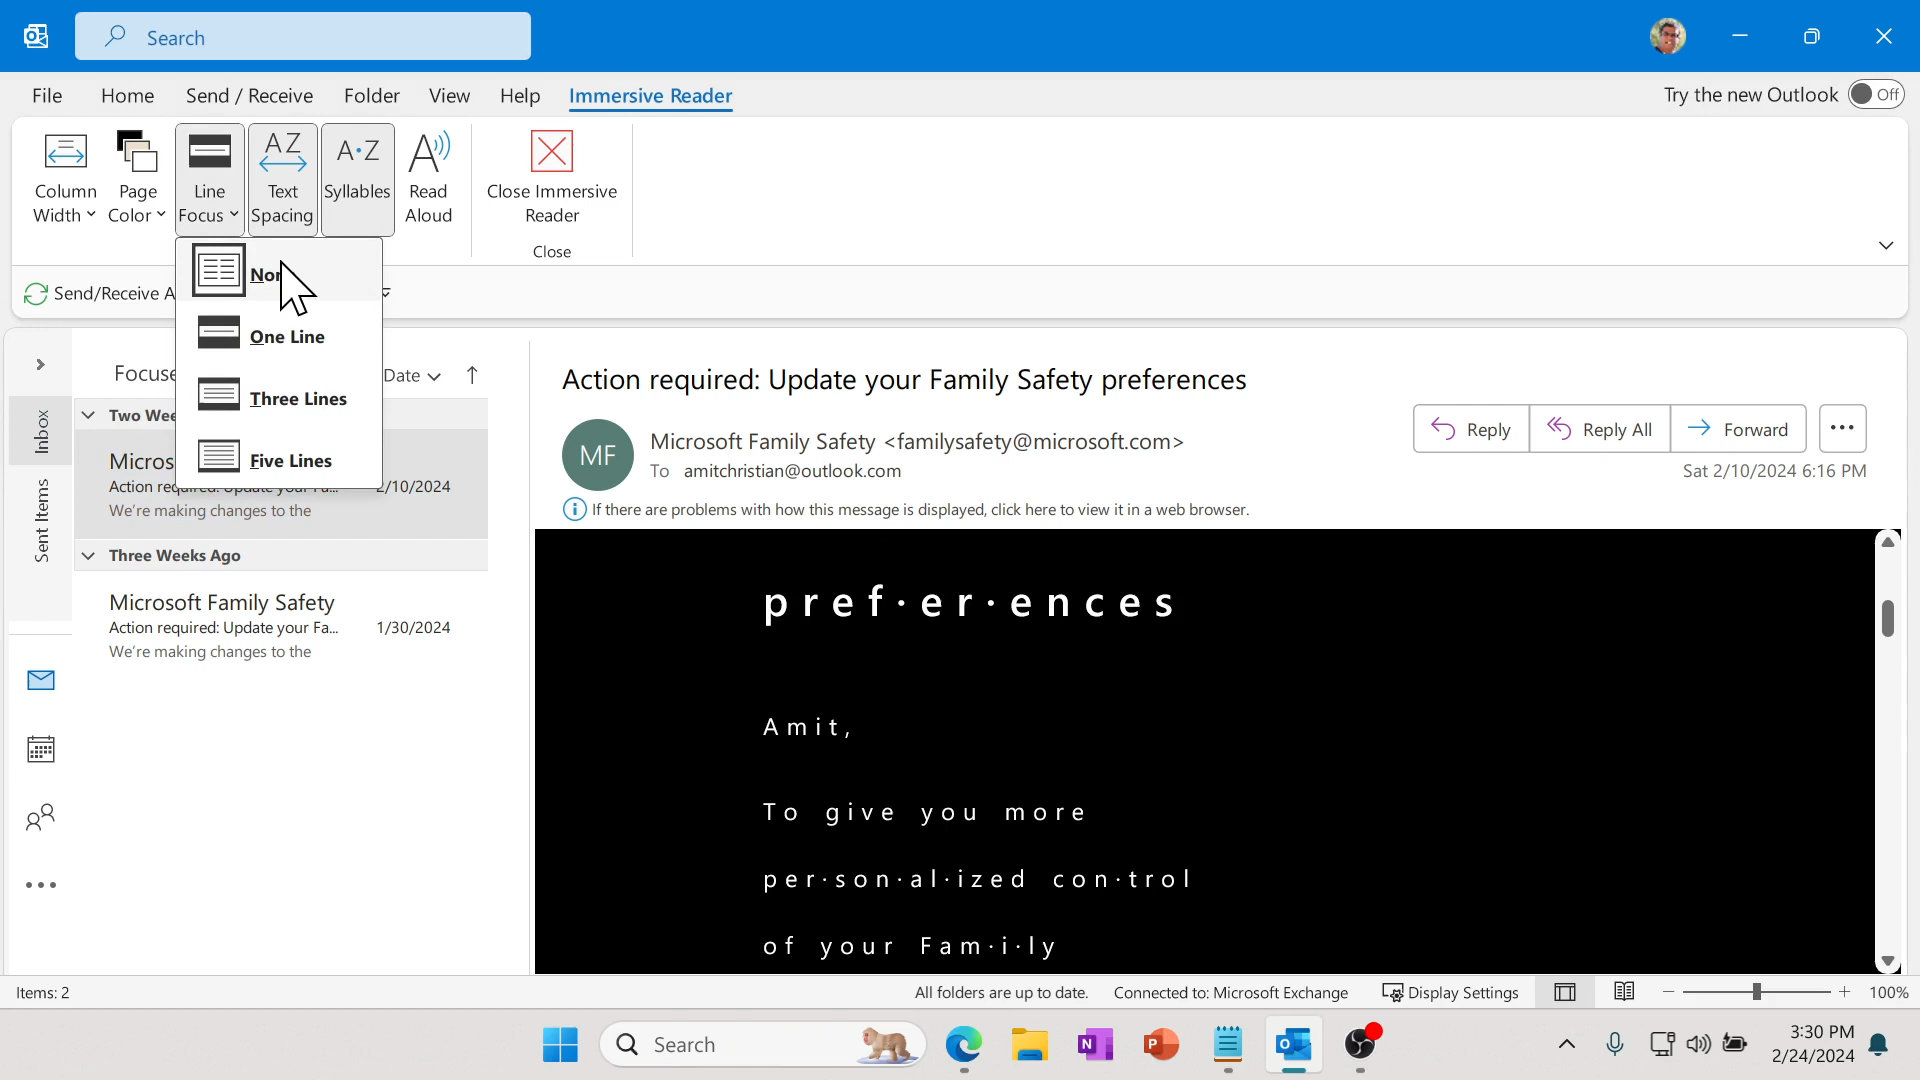 Search
File Home Send / Receive Folder View Help Immersive Reader
Try the new Outlook Off
Column Width
Page Color
Line Focus
Text Spacing
Syllables
Read Aloud
Close Immersive Reader
Close
Send/Receive
One Line
Three Lines
Five Lines
Date
Two
Action 2/10/2024
We're making changes to the
Three Weeks Ago
Microsoft Family Safety
Action required: Update your Fa... 1/30/2024
We're making changes to the
Inbox
Sent Items
Action required: Update your Family Safety preferences
MF
Microsoft Family Safety <familysafety@microsoft.com>
To amitchristian@outlook.com
Reply Reply All Forward
Sat 2/10/2024 6:16 PM
If there are problems with how this message is displayed, click here to view it in a web browser.
pref·er·ences
Amit,
To give you more
per·son·al·ized con·trol
of your Fam·i·ly
Items: 2
All folders are up to date. Connected to: Microsoft Exchange Display Settings 100%
Search
3:30 PM
2/24/2024